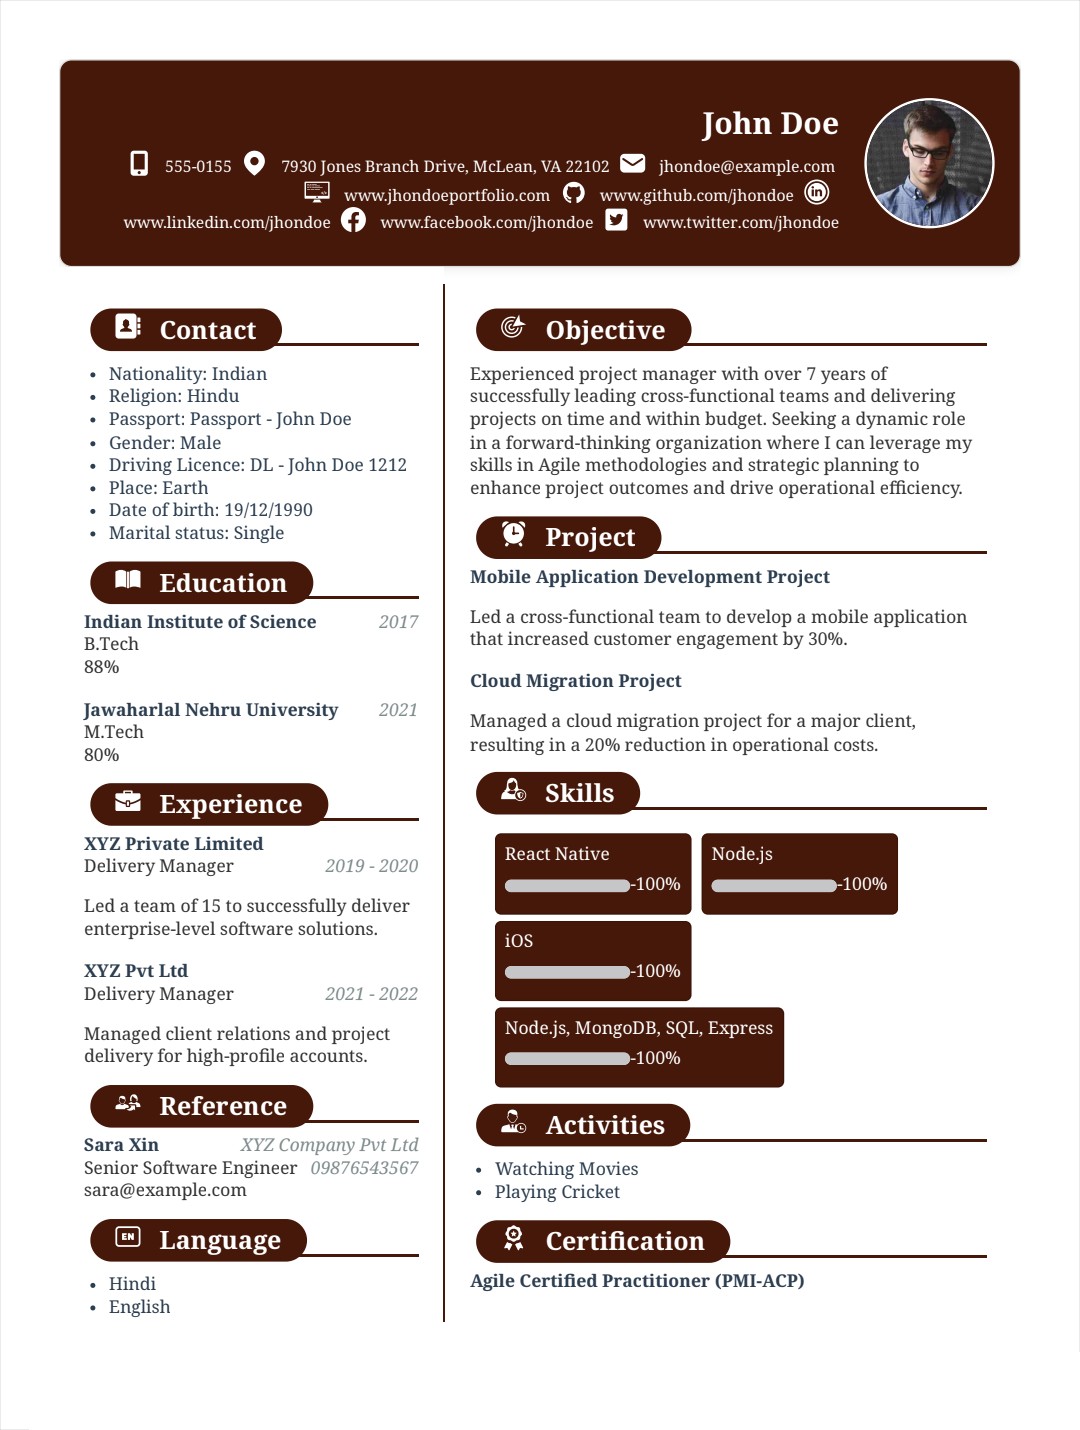 John Doe
555-0155 7930 Jones Branch Drive, McLean, VA 22102 jhondoe@example.com
www.jhondoeportfolio.com www.github.com/jhondoe
www.linkedin.com/jhondoe www.facebook.com/jhondoe www.twitter.com/jhondoe
Contact
• Nationality: Indian
• Religion: Hindu
• Passport: Passport - John Doe
• Gender: Male
• Driving Licence: DL - John Doe 1212
• Place: Earth
• Date of birth: 19/12/1990
• Marital status: Single
Education
Indian Institute of Science 2017
B.Tech
88%
Jawaharlal Nehru University 2021
M.Tech
80%
Experience
XYZ Private Limited
Delivery Manager 2019 - 2020
Led a team of 15 to successfully deliver
enterprise-level software solutions.
XYZ Pvt Ltd
Delivery Manager 2021 - 2022
Managed client relations and project
delivery for high-profile accounts.
Reference
Sara Xin XYZ Company Pvt Ltd
Senior Software Engineer 09876543567
sara@example.com
EN Language
• Hindi
• English
Objective
Experienced project manager with over 7 years of
successfully leading cross-functional teams and delivering
projects on time and within budget. Seeking a dynamic role
in a forward-thinking organization where I can leverage my
skills in Agile methodologies and strategic planning to
enhance project outcomes and drive operational efficiency.
Project
Mobile Application Development Project
Led a cross-functional team to develop a mobile application
that increased customer engagement by 30%.
Cloud Migration Project
Managed a cloud migration project for a major client,
resulting in a 20% reduction in operational costs.
Skills
React Native Node.js
-100% -100%
iOS
-100%
Node.js, MongoDB, SQL, Express
-100%
Activities
• Watching Movies
• Playing Cricket
Certification
Agile Certified Practitioner (PMI-ACP)